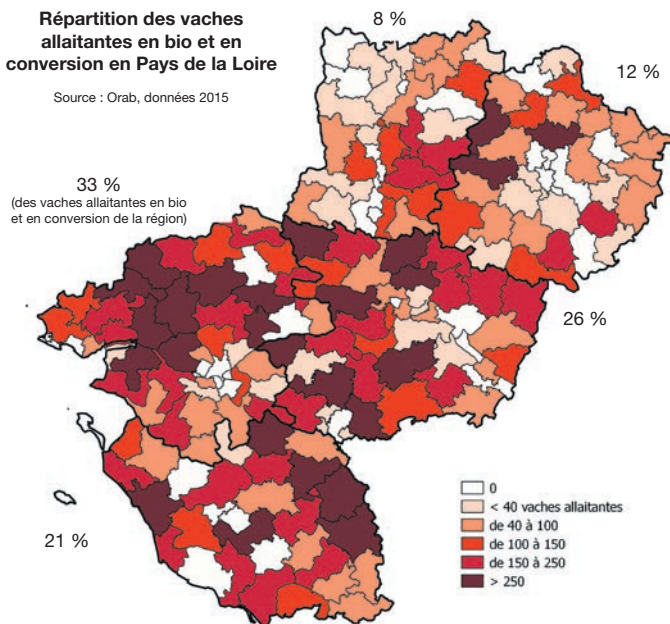 Répartition des vaches
allaitantes en bio et en
conversion en Pays de la Loire
Source : Orab, données 2015
8 %
12 %
33 %
(des vaches allaitantes en bio
et en conversion de la région)
26 %
21 %
0
< 40 vaches allaitantes
de 40 à 100
de 100 à 150
de 150 à 250
> 250